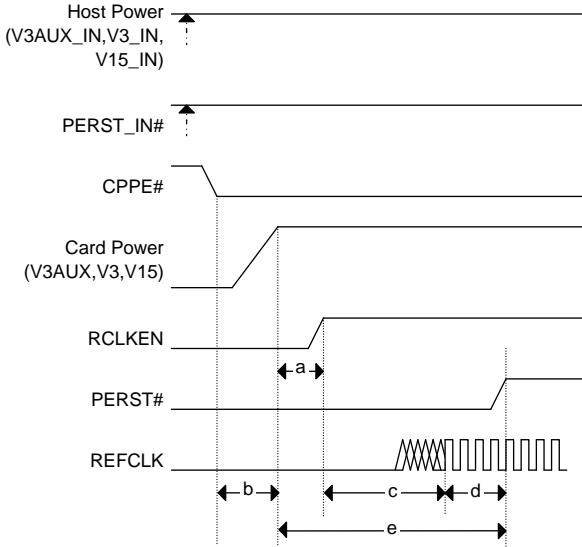 Host Power
(V3AUX_IN,V3_IN,
V15_IN)
PERST_IN#
CPPE#
Card Power
(V3AUX,V3,V15)
RCLKEN
a
PERST#
REFCLK
b
c
d
e